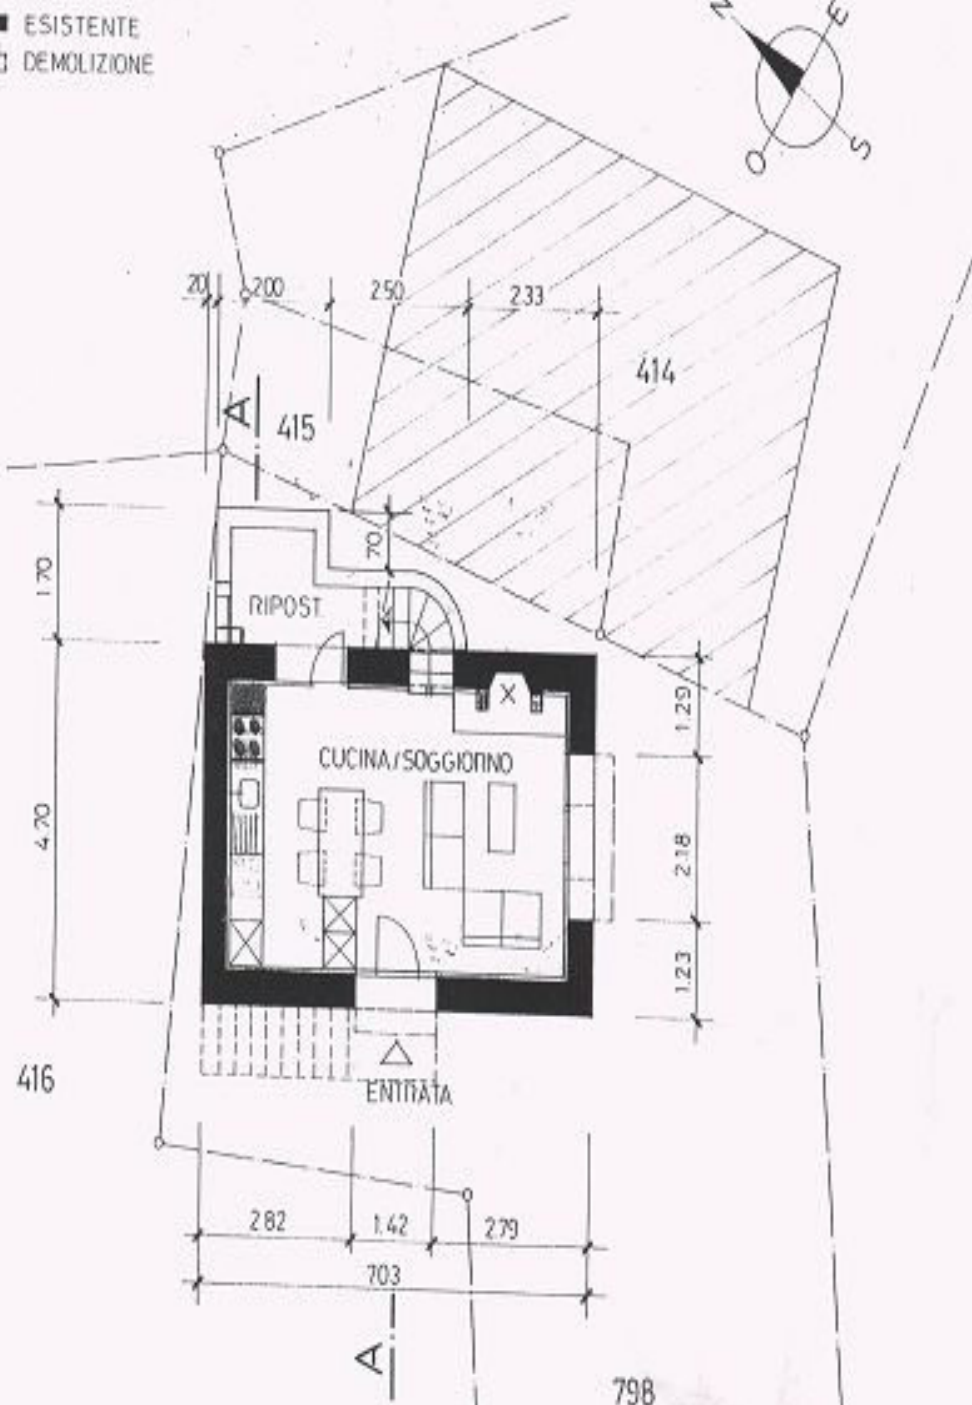 ESISTENTE
DEMOLIZIONE
N
E
O
S
20
200
250
233
414
A
415
70
1.70
RIPOST.
X
1.29
CUCINA/SOGGIORNO
4.70
2.18
1.23
416
ENTRATA
282
1.42
279
703
A
798